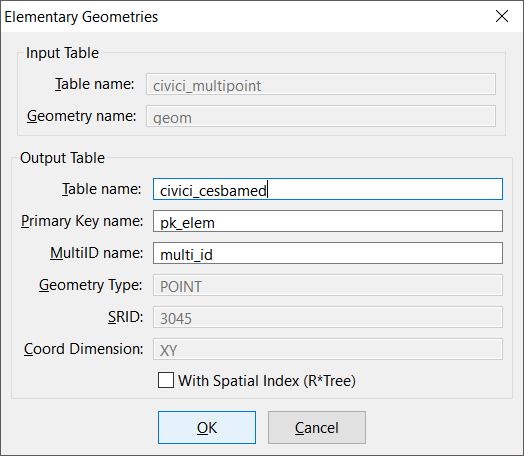 Elementary Geometries
Input Table
Table name: civici_multipoint
Geometry name: geom
Output Table
Table name: civici_cesbamed
Primary Key name: pk_elem
MultiID name: multi_id
Geometry Type: POINT
SRID: 3045
Coord Dimension: XY
With Spatial Index (R*Tree)
OK Cancel